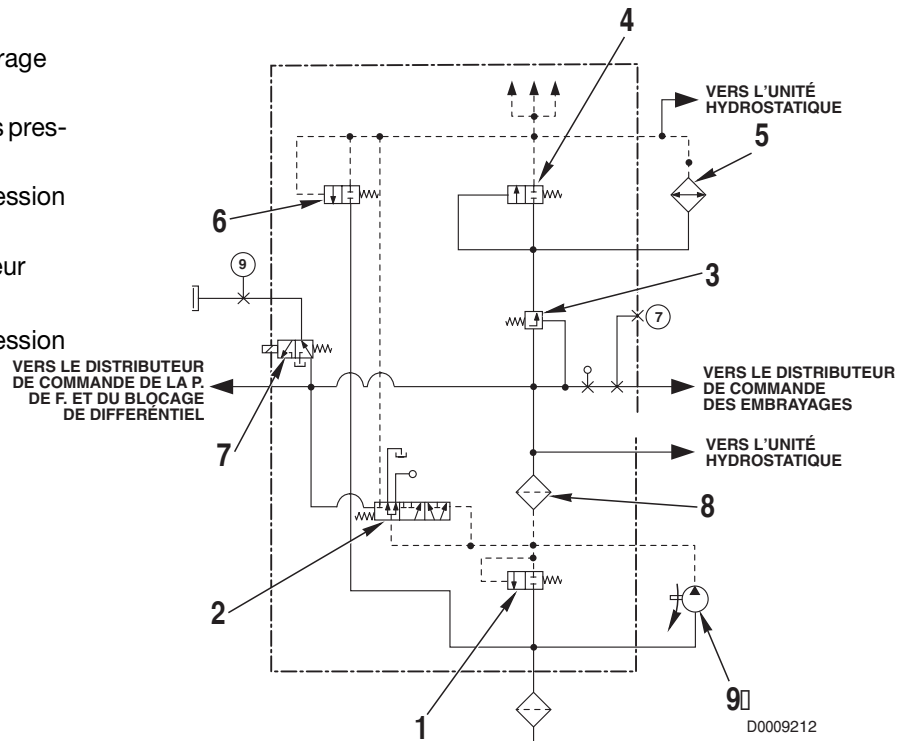 rage
s pres-
ession
eur
ession
4
VERS L'UNITÉ
HYDROSTATIQUE
5
6
9
3
7
VERS LE DISTRIBUTEUR
DE COMMANDE DE LA P.
DE F. ET DU BLOCAGE
DE DIFFERÉNTIEL
VERS LE DISTRIBUTEUR
DE COMMANDE
DES EMBRAYAGES
7
VERS L'UNITÉ
HYDROSTATIQUE
8
2
1
9
D0009212